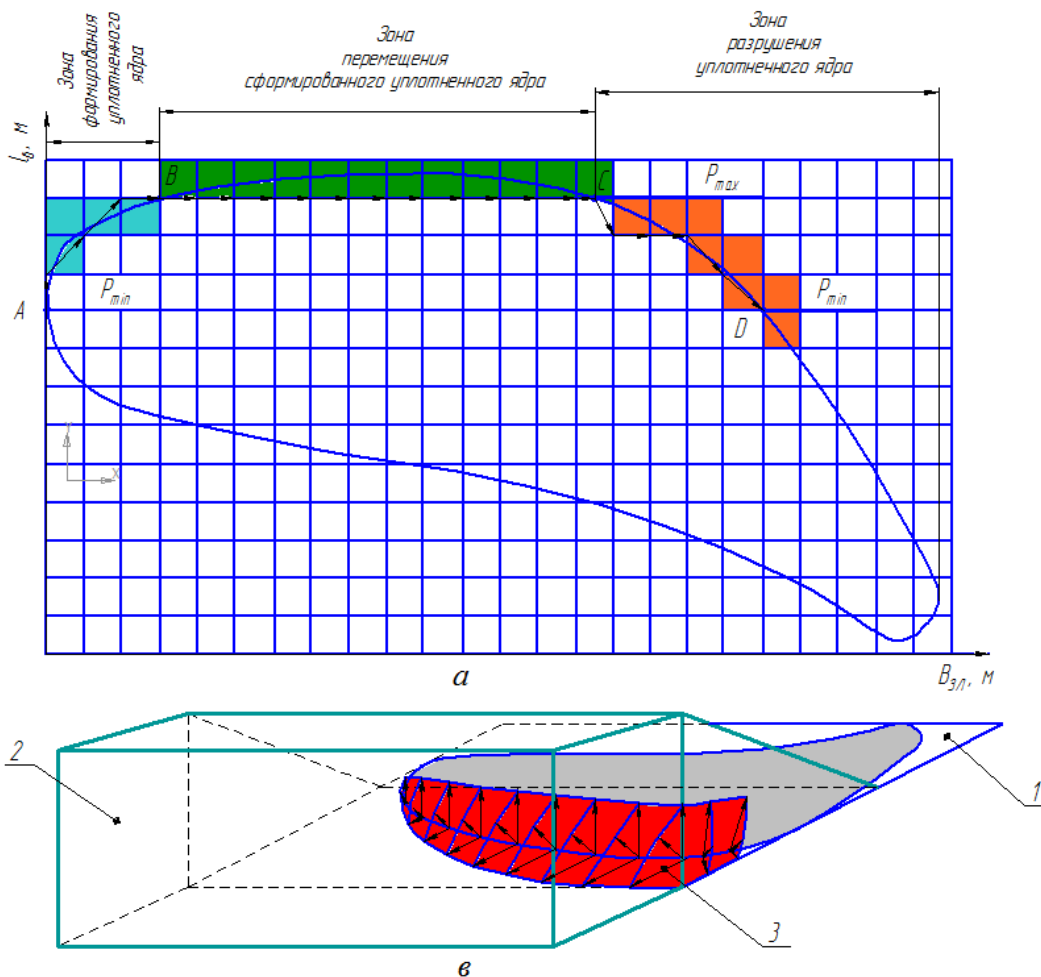 Зона
формирования
уплотненного
ядра
Зона
перемещения
сформированного уплотненного ядра
Зона
разрушения
уплотненного ядра
l_в, м
B
C
P_max
A
P_min
P_min
D
Y
X
а
B_зл, м
2
1
3
в